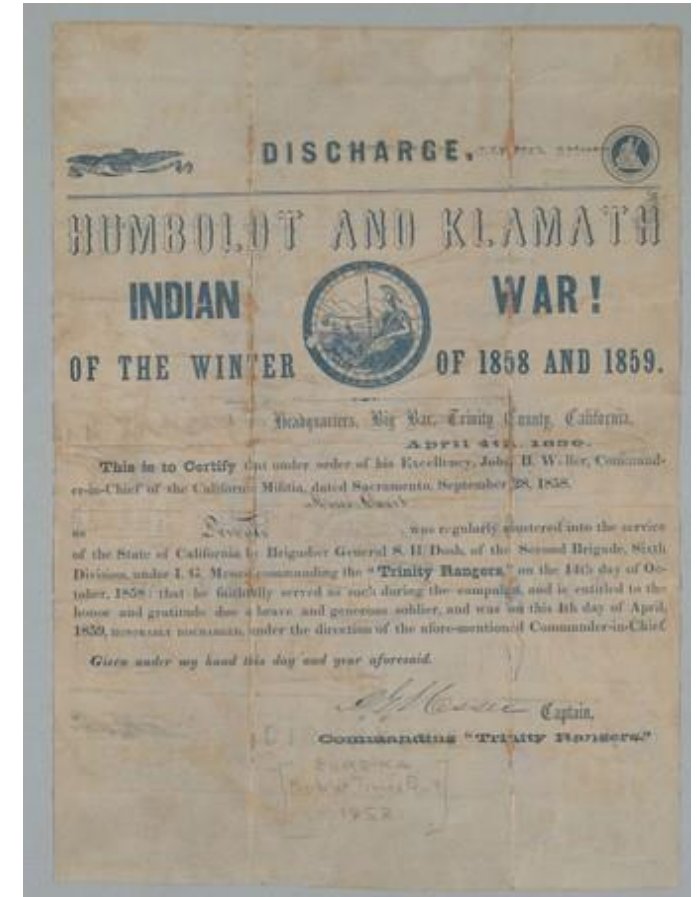 DISCHARGE,
HUMBOLDT AND KLAMATH
INDIAN WAR!
OF THE WINTER OF 1858 AND 1859.
Headquarters, Big Bar, Trinity County, California,
April 4th, 1859.
This is to Certify that under order of his Excellency, John B. Weller, Command-
er-in-Chief of the California Militia, dated Sacramento, September 28, 1858.
as Private was regularly mustered into the service
of the State of California by Brigadier General S. H. Dosh, of the Second Brigade, Sixth
Division, under I. G. Messec commanding the "Trinity Rangers," on the 14th day of Oc-
tober, 1858; that he faithfully served as such during the campaign, and is entitled to the
honor and gratitude due a brave and generous soldier, and was on this 4th day of April,
1859, HONORABLY DISCHARGED, under the direction of the afore-mentioned Commander-in-Chief
Given under my hand this day and year aforesaid.
I G Messec Captain,
Commanding "Trinity Rangers."
EUREKA